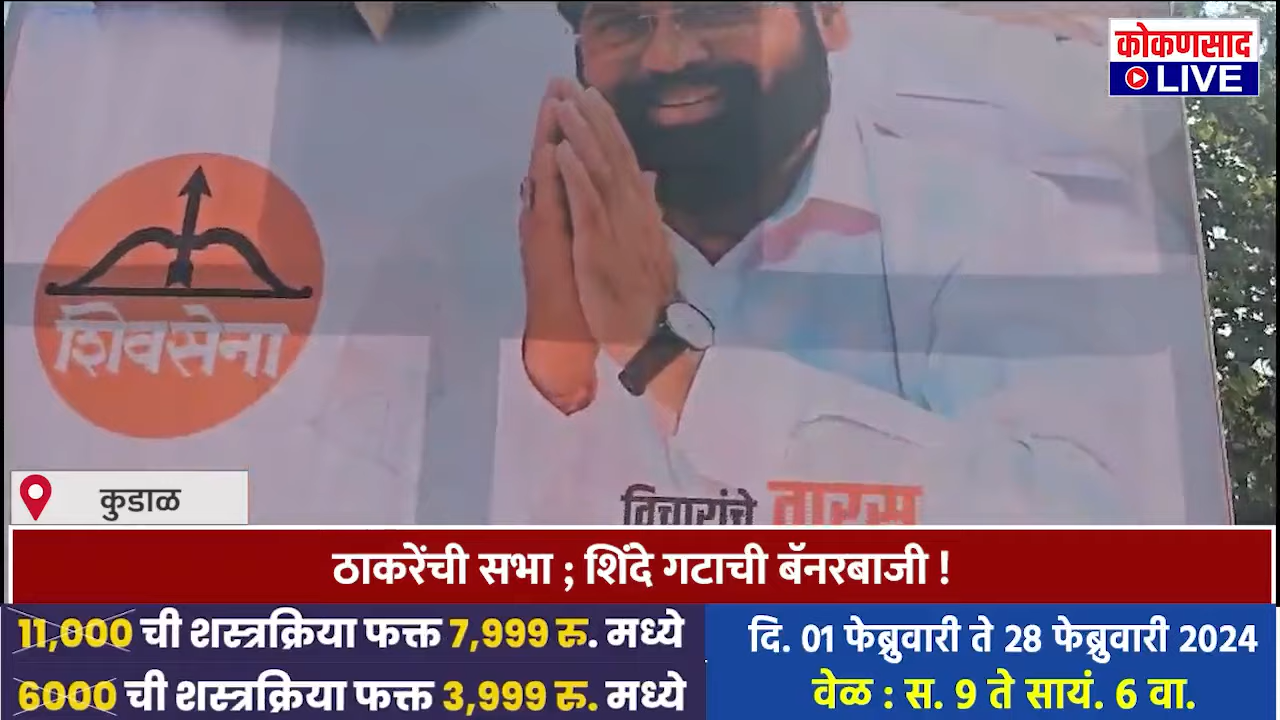 कोकणसाद
LIVE
शिवसेना
विचारांचे वारस
कुडाळ
ठाकरेंची सभा ; शिंदे गटाची बॅनरबाजी !
11,000 ची शस्त्रक्रिया फक्त 7,999 रु. मध्ये
6000 ची शस्त्रक्रिया फक्त 3,999 रु. मध्ये
दि. 01 फेब्रुवारी ते 28 फेब्रुवारी 2024
वेळ : स. 9 ते सायं. 6 वा.